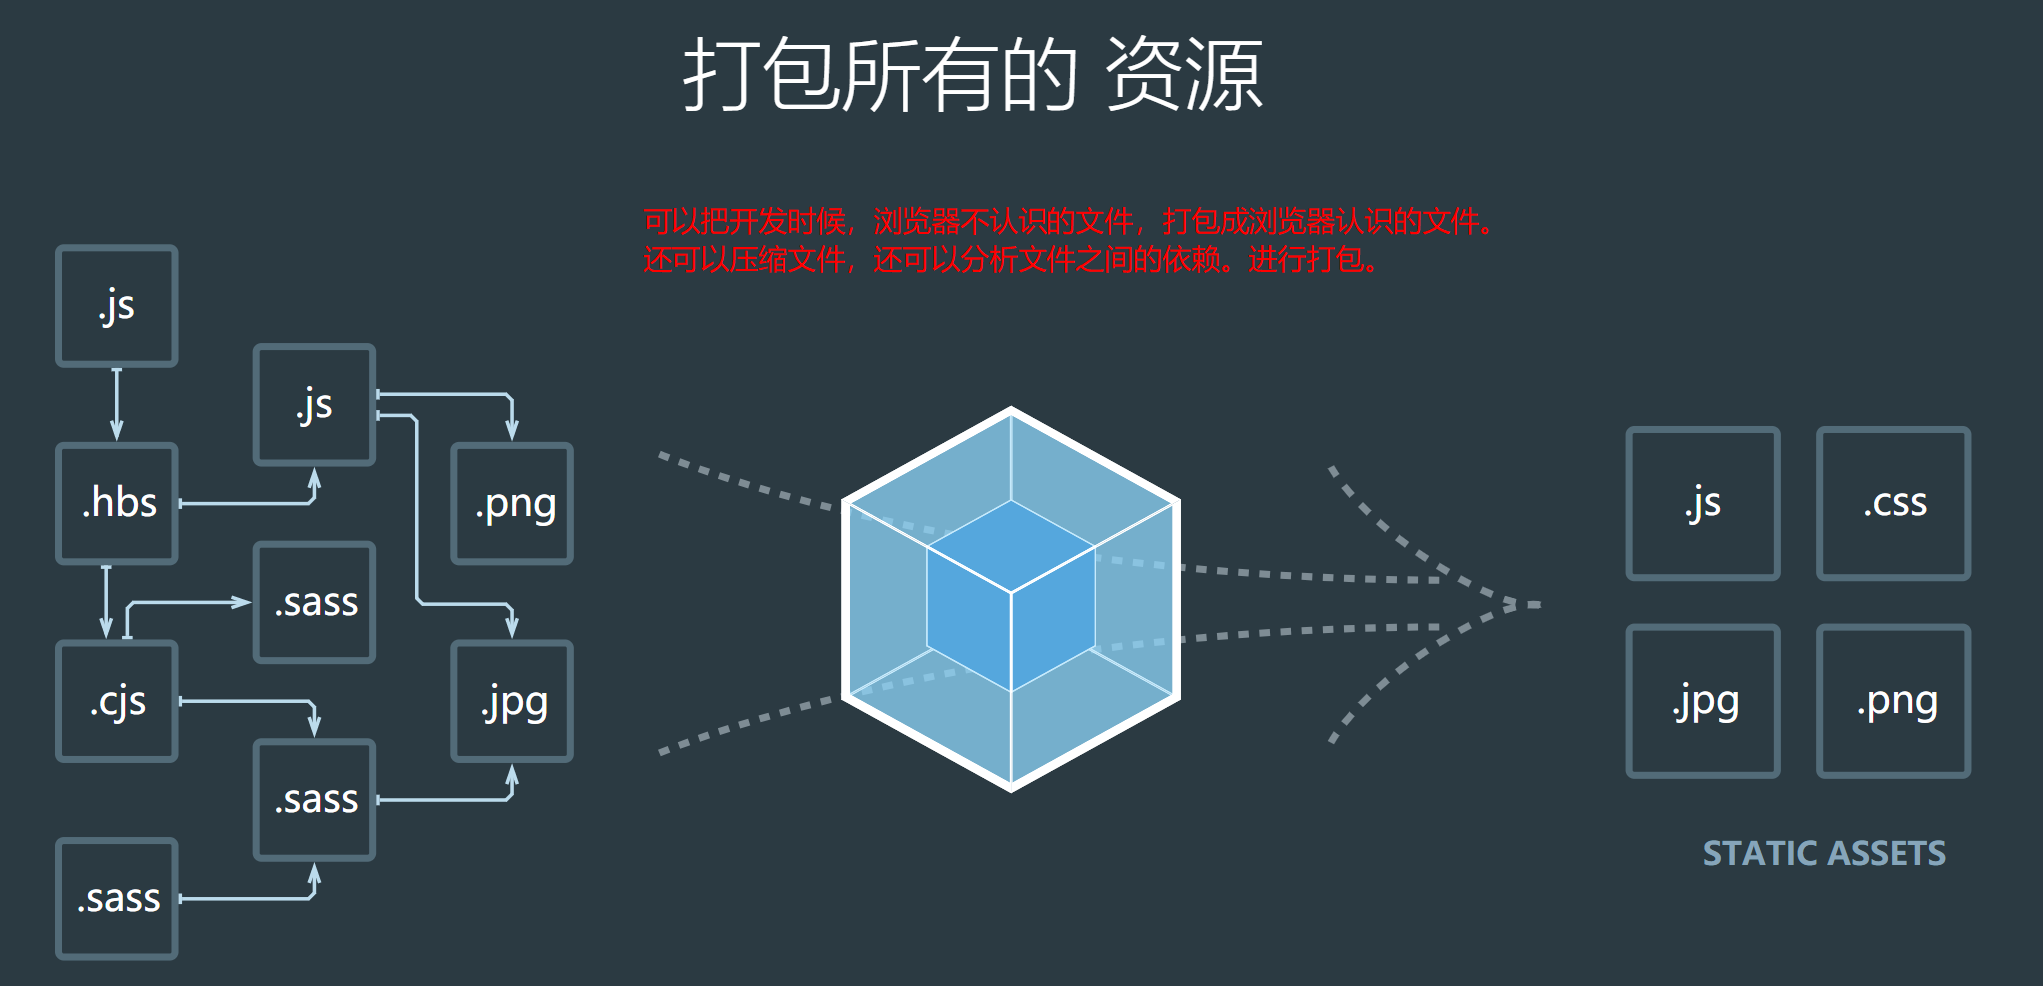 打包所有的 资源
可以把开发时候，浏览器不认识的文件，打包成浏览器认识的文件。
还可以压缩文件，还可以分析文件之间的依赖。进行打包。
.js
.js
.hbs
.png
.sass
.cjs
.jpg
.sass
.sass
.js
.css
.jpg
.png
STATIC ASSETS